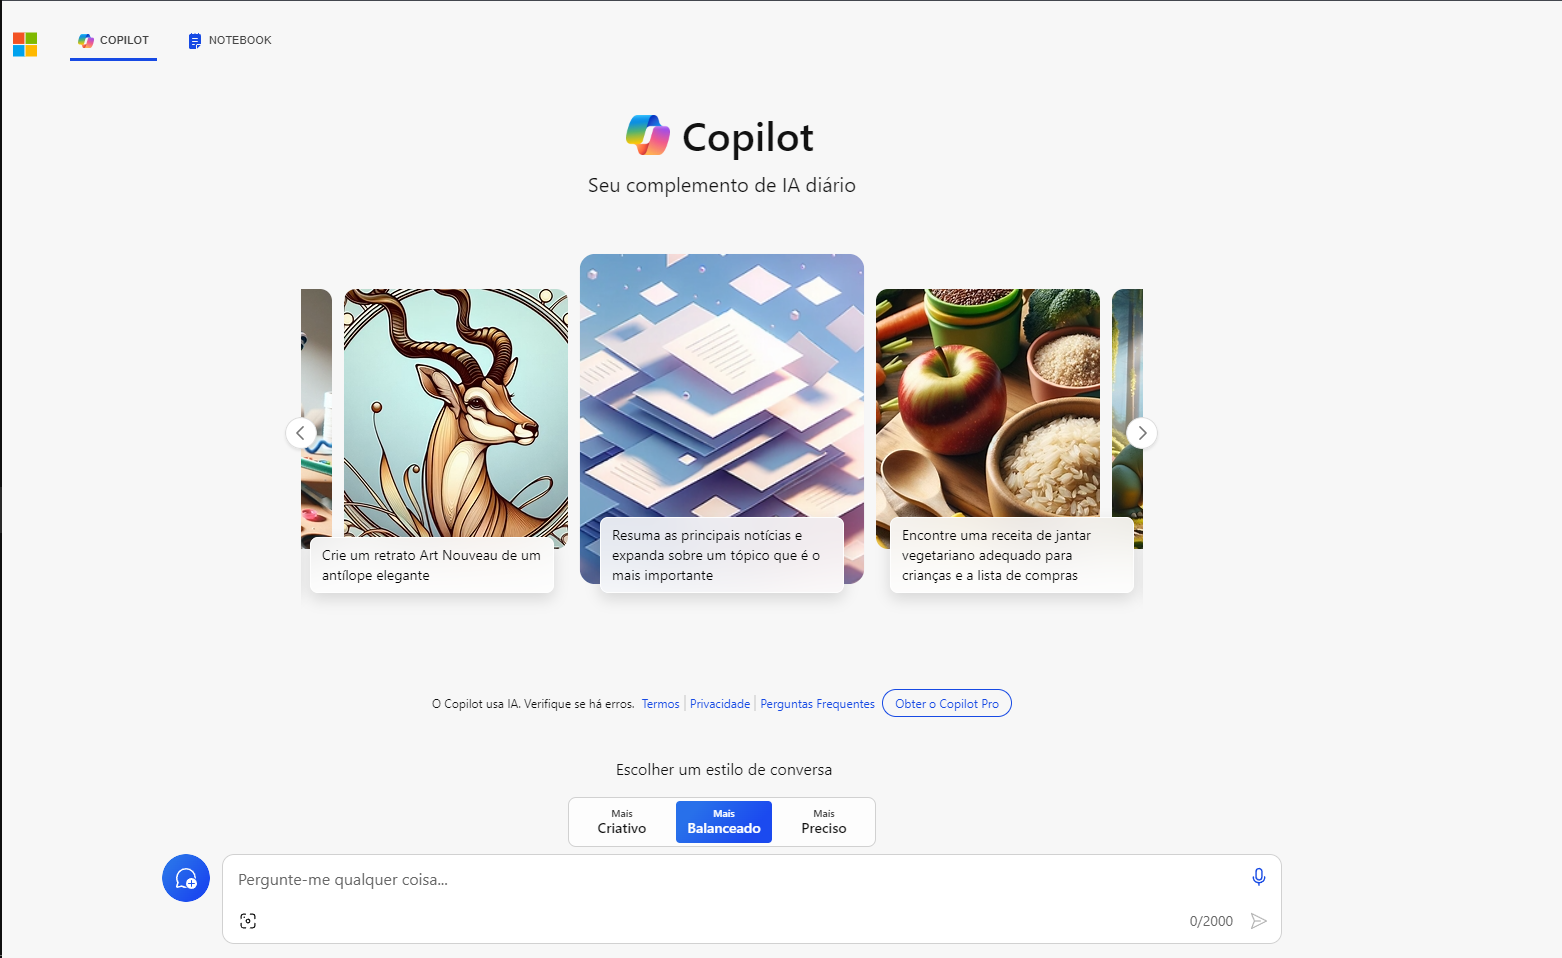 COPILOT
NOTEBOOK
Copilot
Seu complemento de IA diário
Crie um retrato Art Nouveau de um
antílope elegante
Resuma as principais notícias e
expanda sobre um tópico que é o
mais importante
Encontre uma receita de jantar
vegetariano adequado para
crianças e a lista de compras
O Copilot usa IA. Verifique se há erros. Termos Privacidade Perguntas Frequentes Obter o Copilot Pro
Escolher um estilo de conversa
Mais
Criativo
Mais
Balanceado
Mais
Preciso
Pergunte-me qualquer coisa...
0/2000